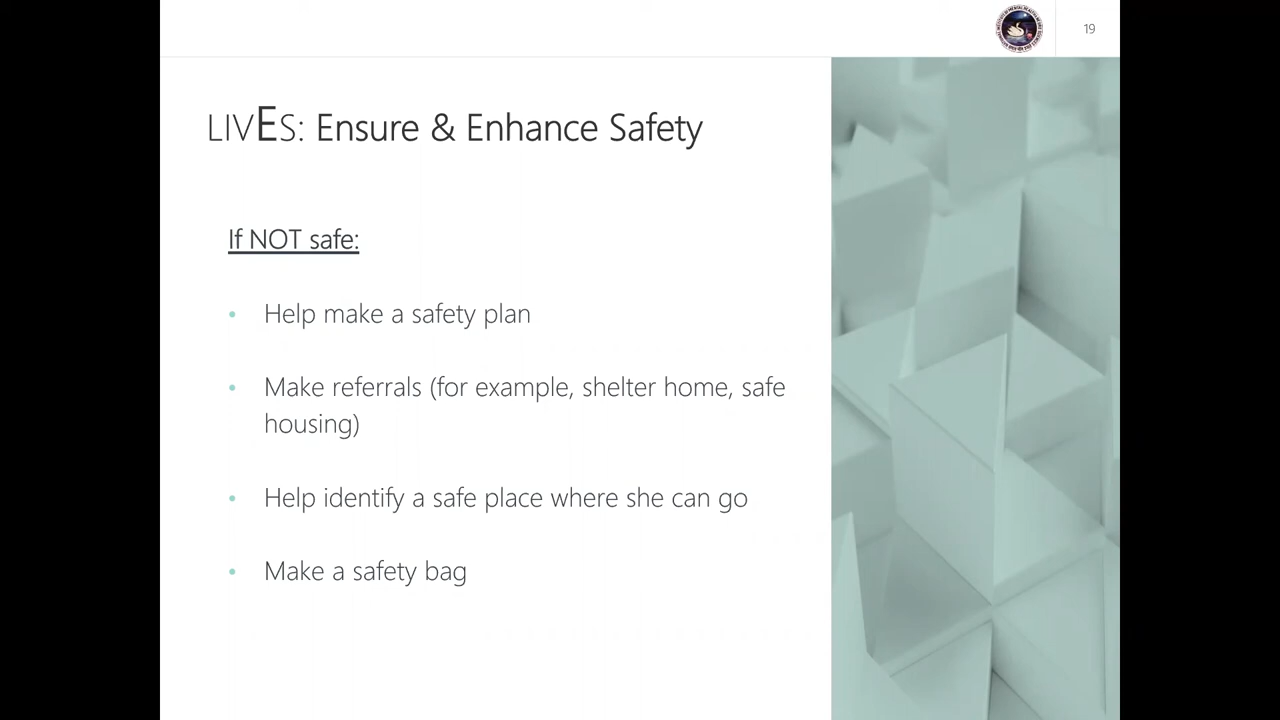 19
LIVES: Ensure & Enhance Safety
If NOT safe:
• Help make a safety plan
• Make referrals (for example, shelter home, safe
housing)
• Help identify a safe place where she can go
• Make a safety bag